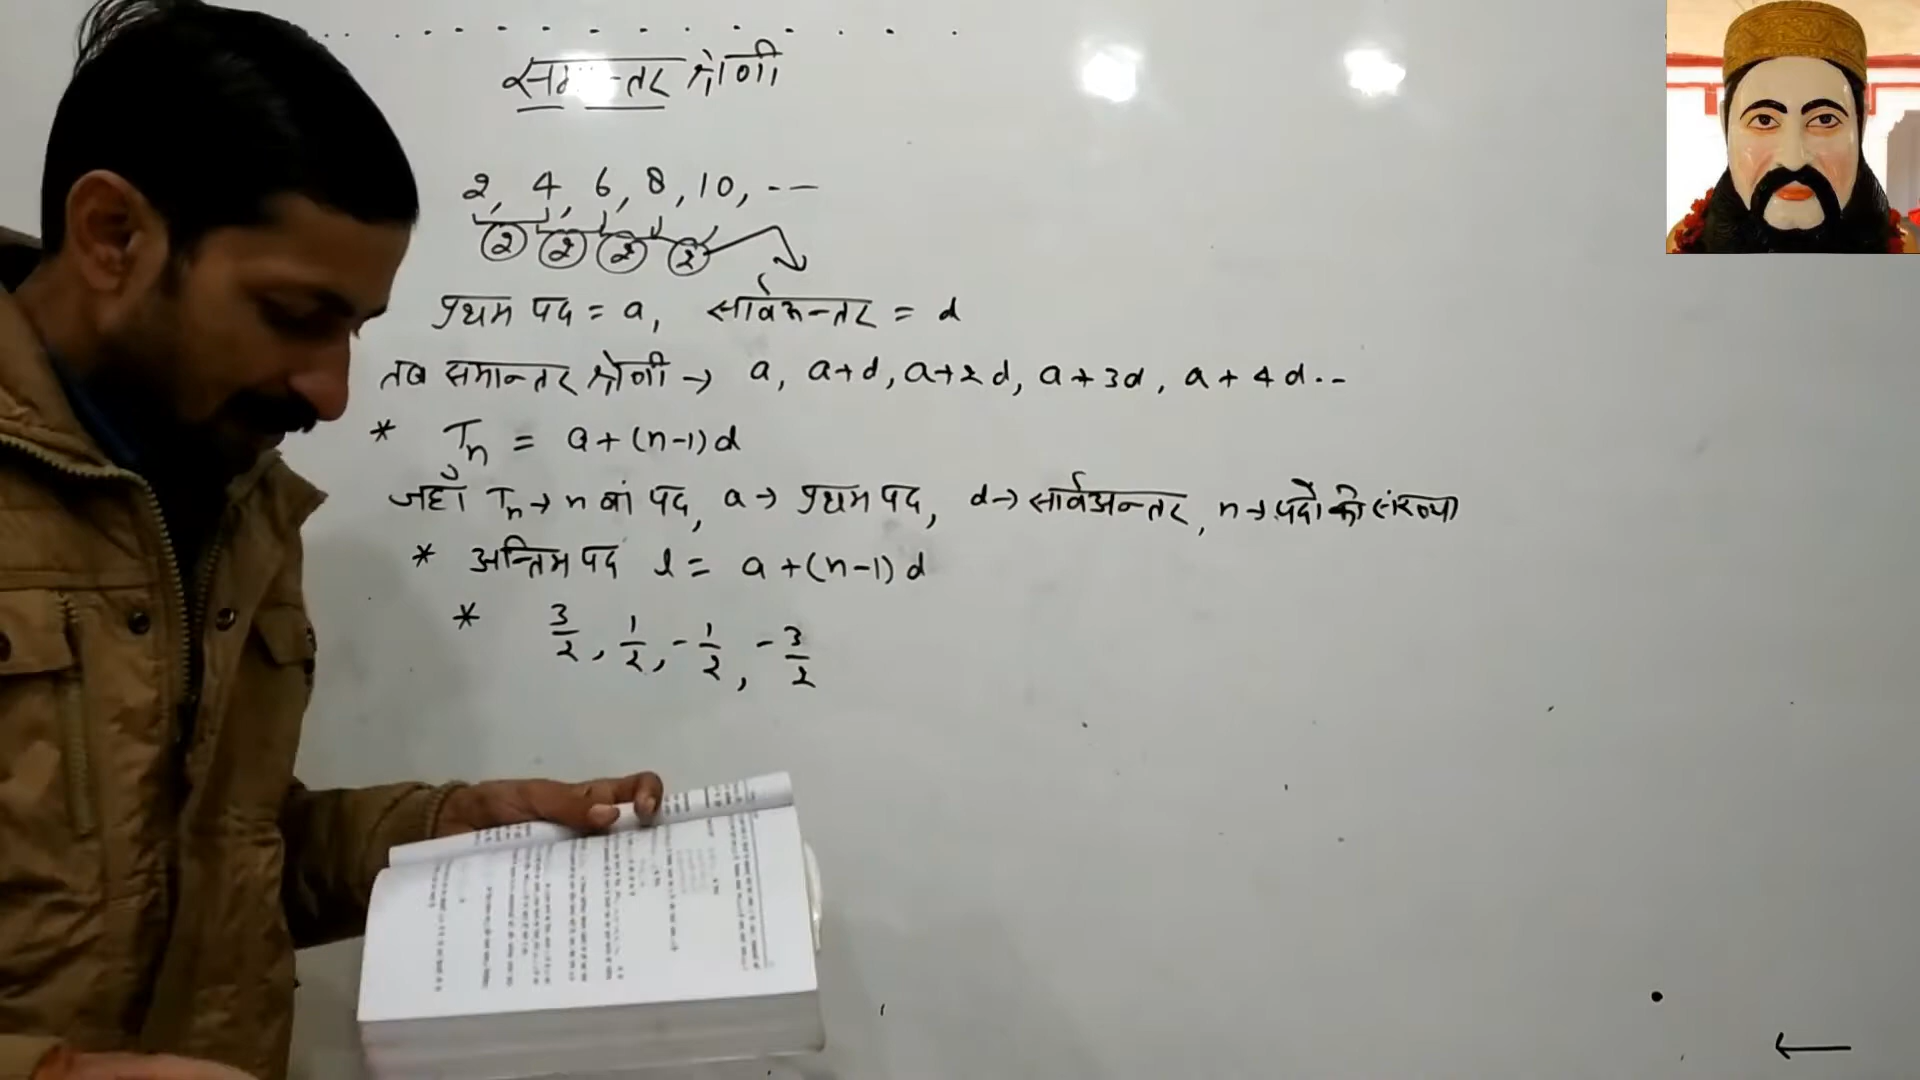 समान्तर श्रेणी
2, 4, 6, 8, 10, --
2 2 2 2
प्रथम पद = a, सार्वअन्तर = d
तब समान्तर श्रेणी → a, a+d, a+2d, a+3d, a+4d..
* Tn = a+(n-1)d
जहाँ Tn → n वां पद, a → प्रथम पद, d → सार्वअन्तर, n → पदों की संख्या
* अन्तिम पद l = a+(n-1)d
* 3/2, 1/2, -1/2, -3/2